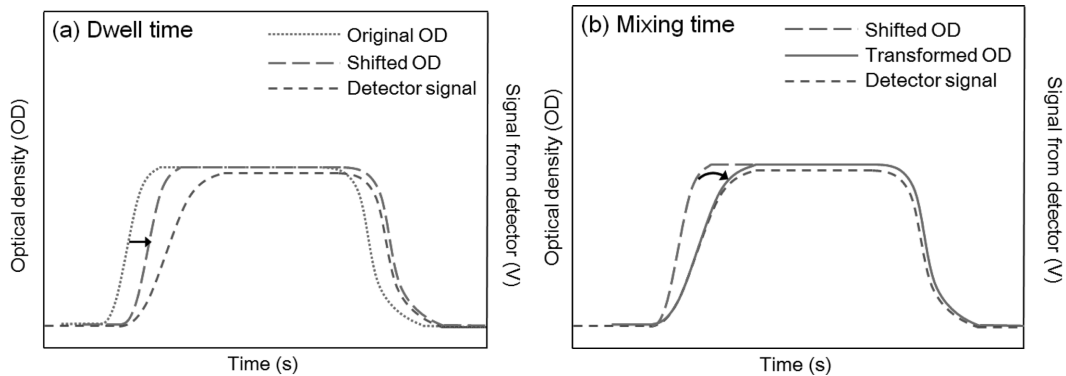 (a) Dwell time
Original OD
Shifted OD
Detector signal
Optical density (OD)
Signal from detector (V)
Time (s)
(b) Mixing time
Shifted OD
Transformed OD
Detector signal
Optical density (OD)
Signal from detector (V)
Time (s)